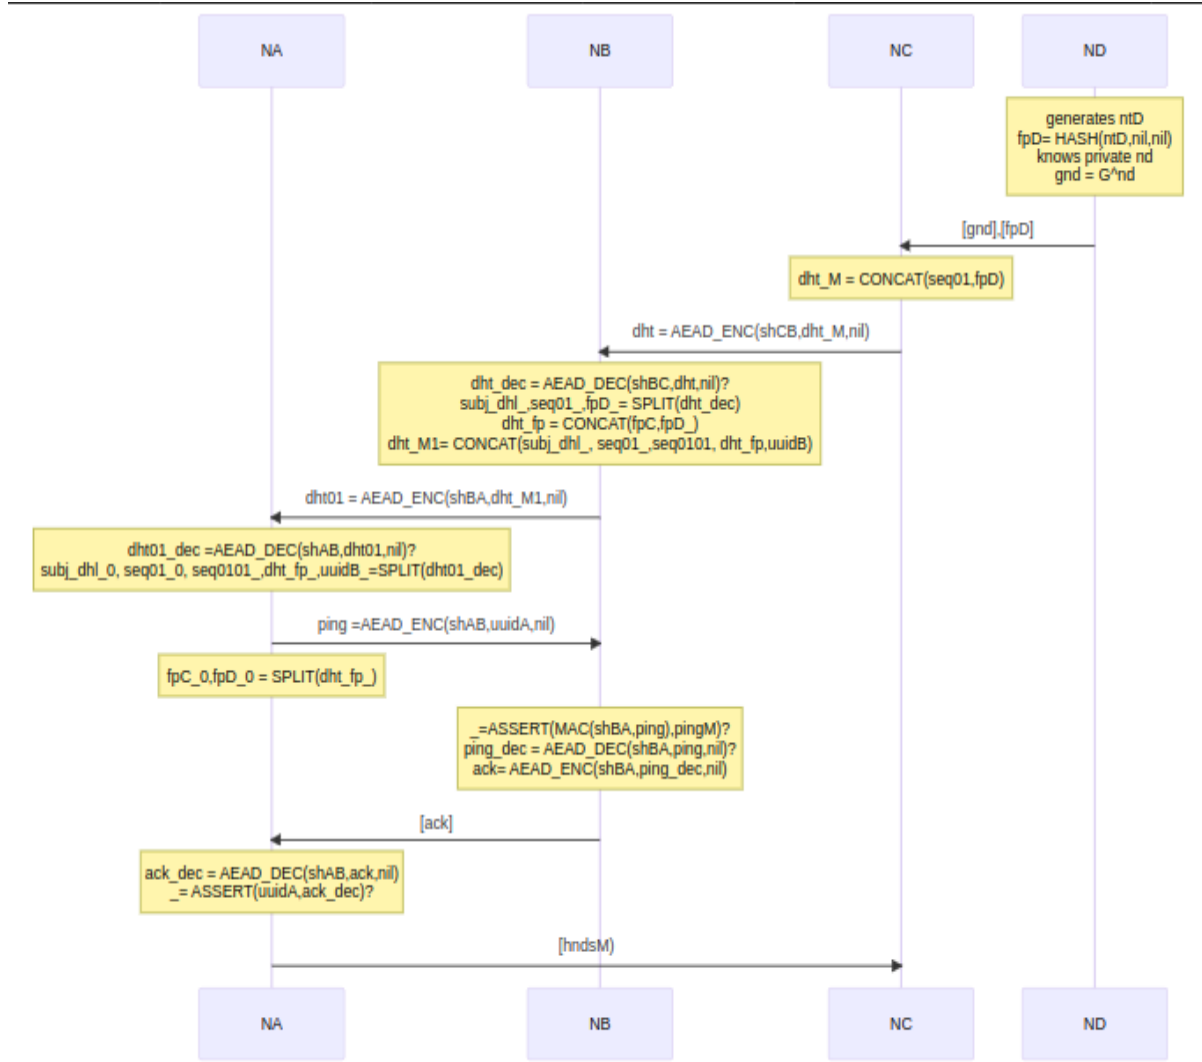 NA
NB
NC
ND
generates ntD
fpD= HASH(ntD,nil,nil)
knows private nd
gnd = G^nd
[gnd],[fpD]
dht_M = CONCAT(seq01,fpD)
dht = AEAD_ENC(shCB,dht_M,nil)
dht_dec = AEAD_DEC(shBC,dht,nil)?
subj_dhl_,seq01_,fpD_= SPLIT(dht_dec)
dht_fp = CONCAT(fpC,fpD_)
dht_M1= CONCAT(subj_dhl_, seq01_,seq0101, dht_fp,uuidB)
dht01 = AEAD_ENC(shBA,dht_M1,nil)
dht01_dec =AEAD_DEC(shAB,dht01,nil)?
subj_dhl_0, seq01_0, seq0101_,dht_fp_,uuidB_=SPLIT(dht01_dec)
ping =AEAD_ENC(shAB,uuidA,nil)
fpC_0,fpD_0 = SPLIT(dht_fp_)
_=ASSERT(MAC(shBA,ping),pingM)?
ping_dec = AEAD_DEC(shBA,ping,nil)?
ack= AEAD_ENC(shBA,ping_dec,nil)
[ack]
ack_dec = AEAD_DEC(shAB,ack,nil)
_= ASSERT(uuidA,ack_dec)?
[hndsM)
NA
NB
NC
ND